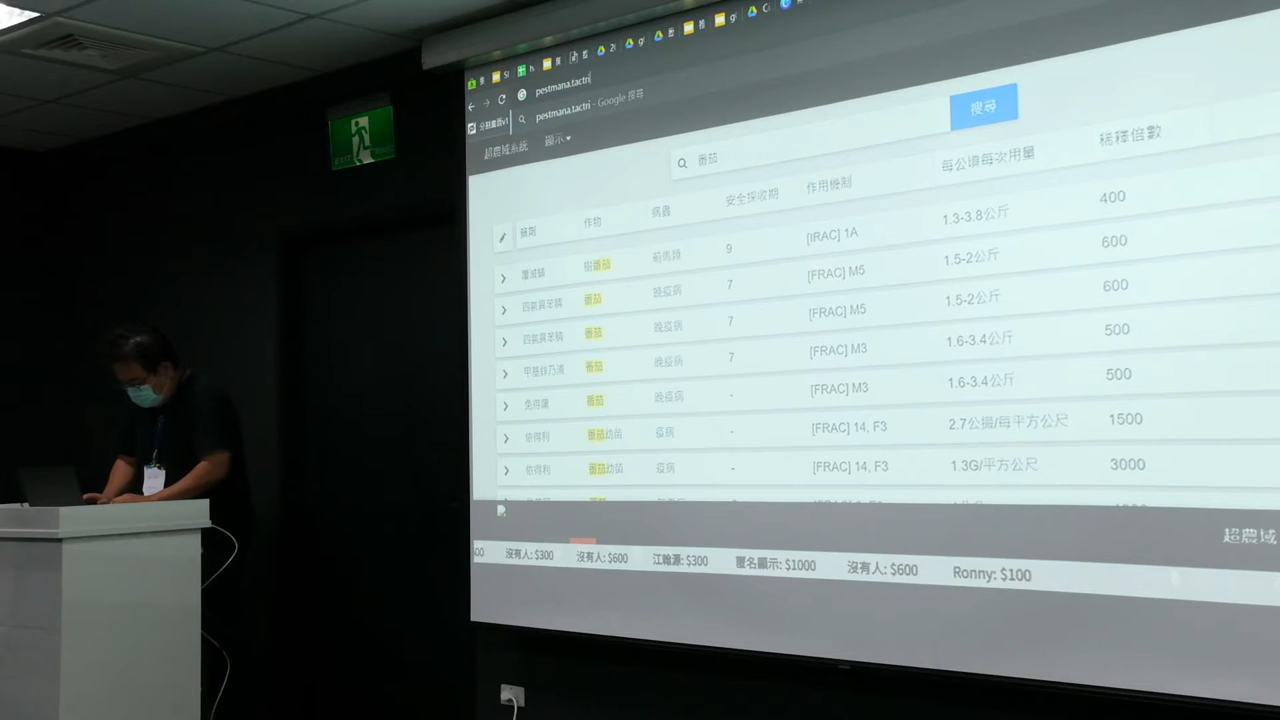 EXIT
pestmana.tactri
pestmana.tactri - Google 搜尋
分割畫面v1
超農域系統 顯示
番茄 搜尋
藥劑 作物 病蟲 安全採收期 作用機制 每公頃每次用量 稀釋倍數
覆滅蟎 樹番茄 薊馬類 9 [IRAC] 1A 1.3-3.8公斤 400
四氯異苯腈 番茄 晚疫病 7 [FRAC] M5 1.5-2公斤 600
四氯異苯腈 番茄 晚疫病 7 [FRAC] M5 1.5-2公斤 600
甲基鋅乃浦 番茄 晚疫病 7 [FRAC] M3 1.6-3.4公斤 500
免得爛 番茄 晚疫病 - [FRAC] M3 1.6-3.4公斤 500
依得利 番茄幼苗 疫病 - [FRAC] 14, F3 2.7公撮/每平方公尺 1500
依得利 番茄幼苗 疫病 - [FRAC] 14, F3 1.3G/平方公尺 3000
超農域
沒有人: $300 沒有人: $600 江翰源: $300 匿名顯示: $1000 沒有人: $600 Ronny: $100